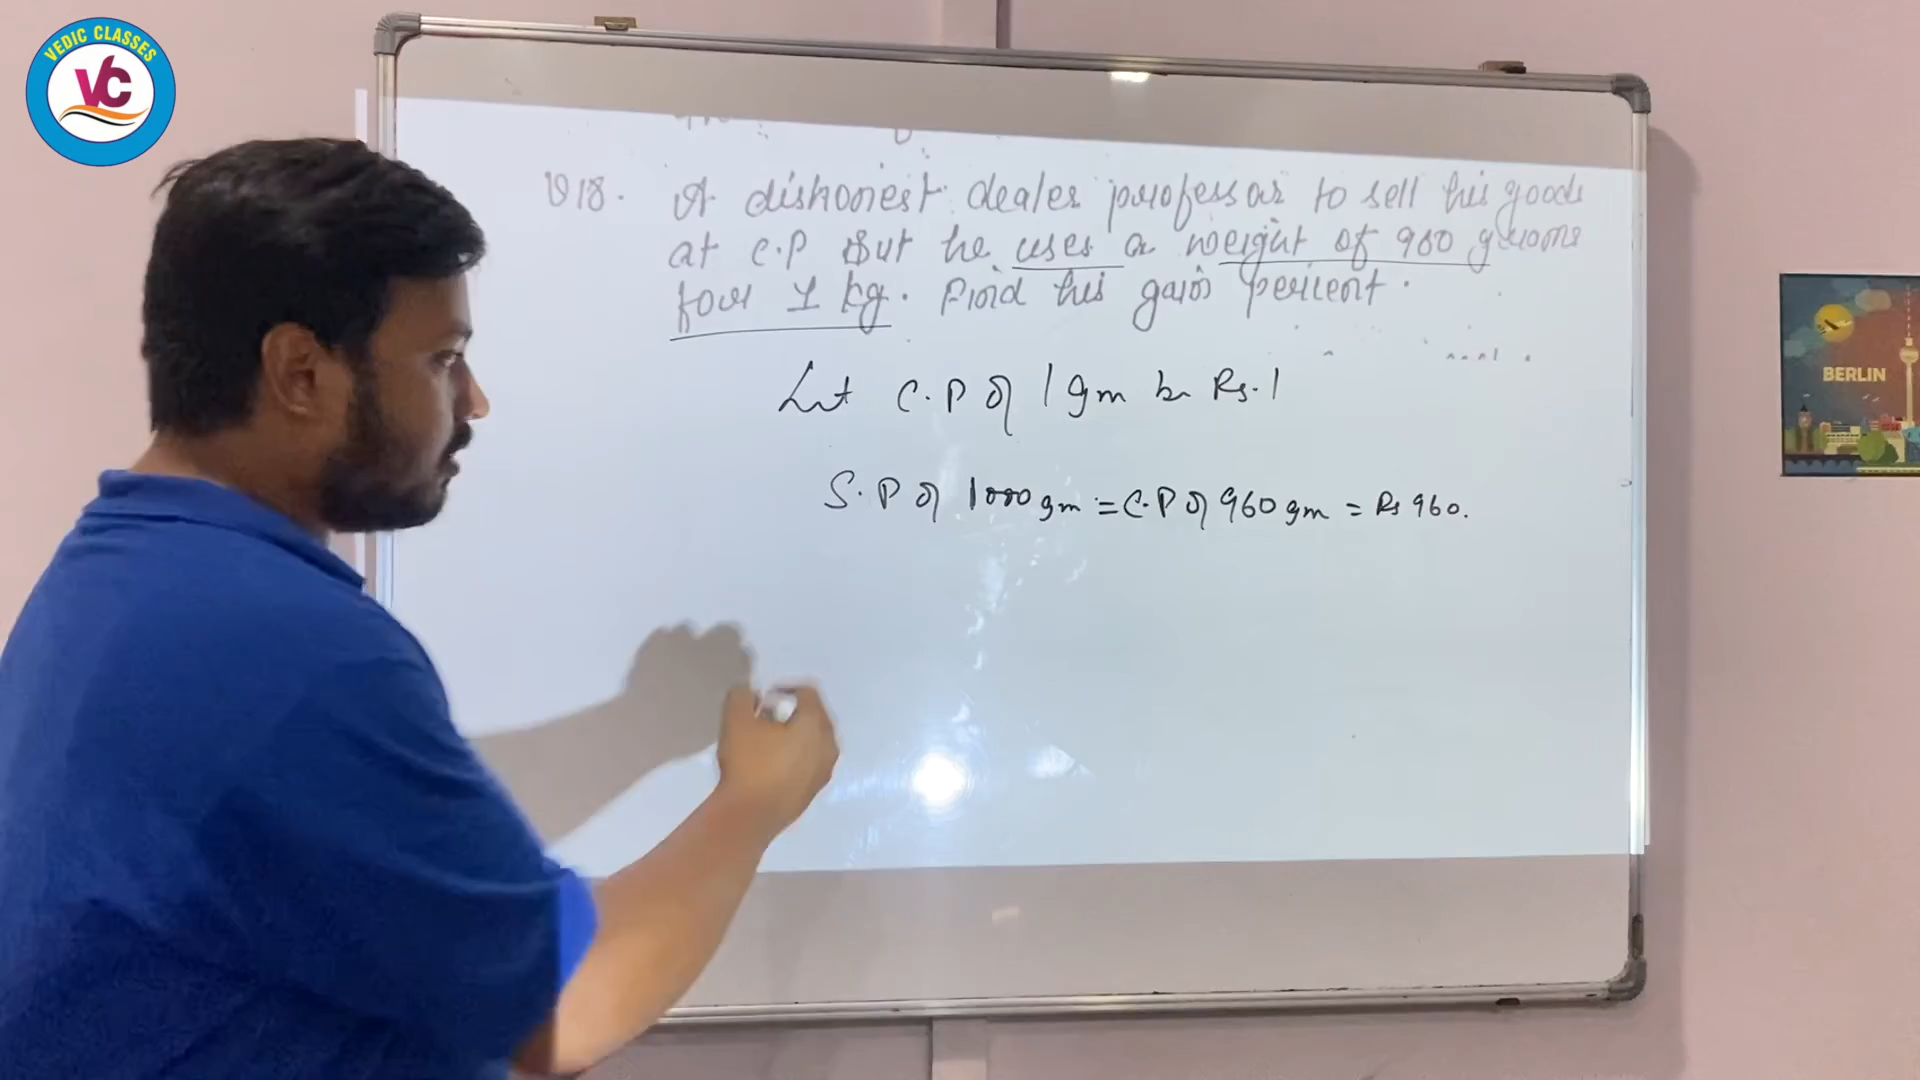 VEDIC CLASSES
VC
Q18. A dishonest dealer professor to sell his goods
at C.P But he uses a weight of 960 grams
for 1 kg. Find his gain percent.
Let C.P of 1 gm be Rs. 1
S.P of 1000 gm = C.P of 960 gm = Rs 960.
BERLIN